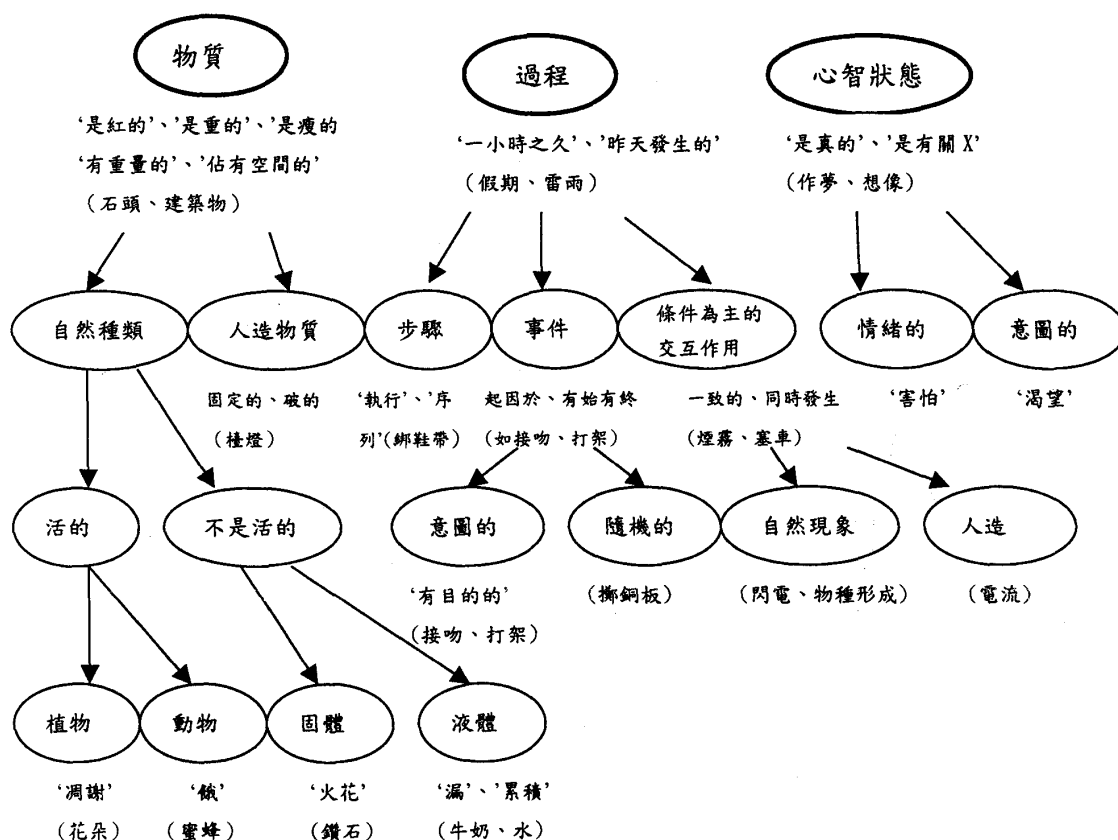 物質
過程
心智狀態
‘是紅的’、‘是重的’、‘是瘦的
‘有重量的’、‘佔有空間的’
(石頭、建築物)
‘一小時之久’、’昨天發生的’
(假期、雷雨)
‘是真的’、‘是有關 X’
(作夢、想像)
自然種類
人造物質
步驟
事件
條件為主的
交互作用
情緒的
意圖的
固定的、破的
(檯燈)
‘執行’、‘序
列’(綁鞋帶)
起因於、有始有終
(如接吻、打架)
一致的、同時發生
(煙霧、塞車)
‘害怕’
‘渴望’
活的
不是活的
意圖的
隨機的
自然現象
人造
‘有目的的’
(接吻、打架)
(擲銅板)
(閃電、物種形成)
(電流)
植物
動物
固體
液體
‘凋謝’
(花朵)
‘餓’
(蜜蜂)
‘火花’
(鑽石)
‘漏’、’累積’
(牛奶、水)